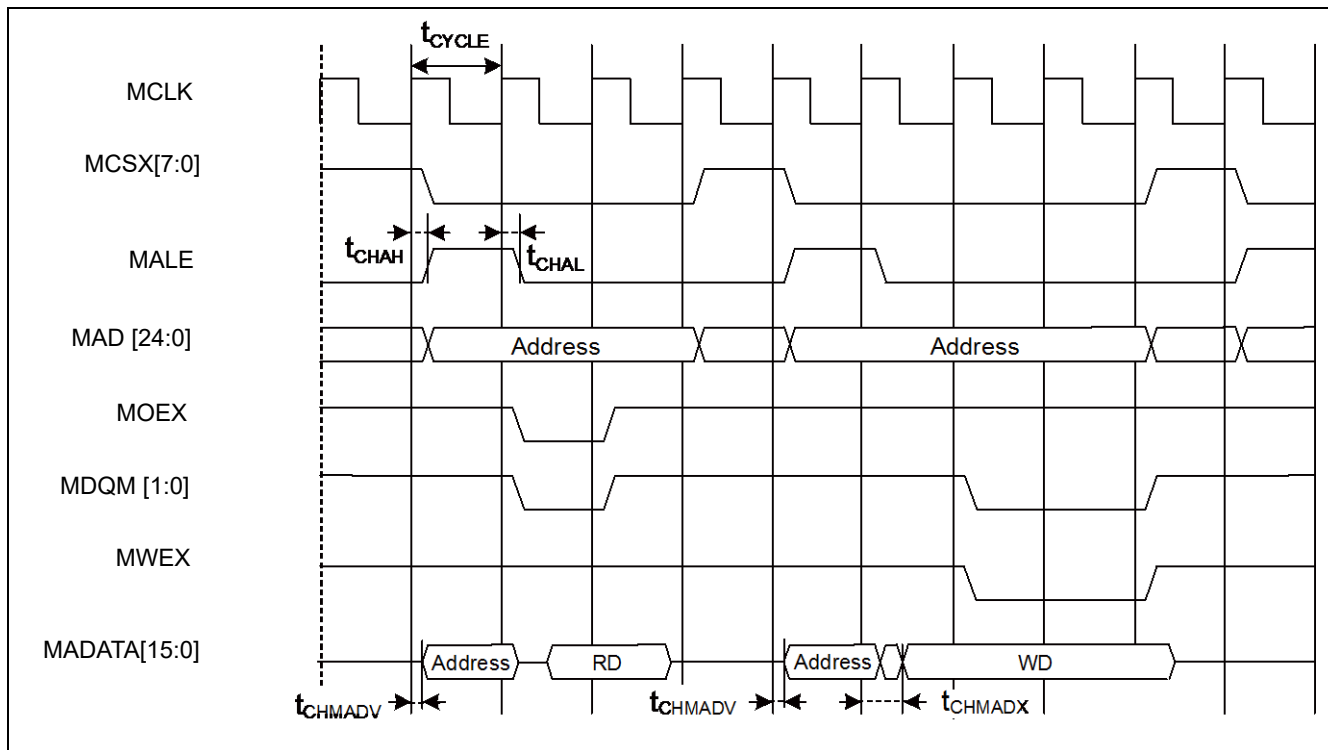 tCYCLE
MCLK
MCSX[7:0]
tCHAH
tCHAL
MALE
MAD [24:0]
Address
Address
MOEX
MDQM [1:0]
MWEX
MADATA[15:0]
Address
RD
Address
WD
tCHMADV
tCHMADV
tCHMADX